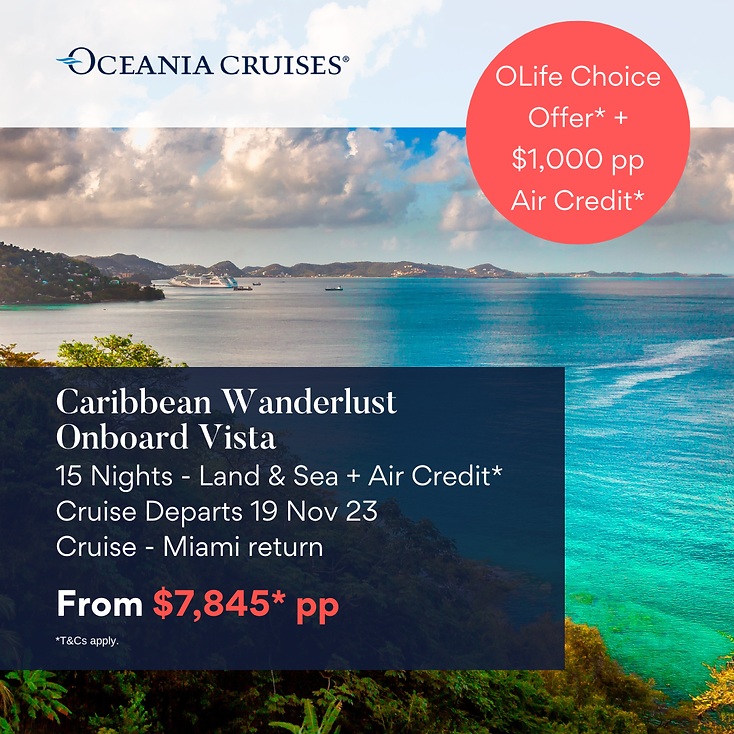 OCEANIA CRUISES®
OLife Choice
Offer* +
$1,000 pp
Air Credit*
Caribbean Wanderlust
Onboard Vista
15 Nights - Land & Sea + Air Credit*
Cruise Departs 19 Nov 23
Cruise - Miami return
From $7,845* pp
*T&Cs apply.